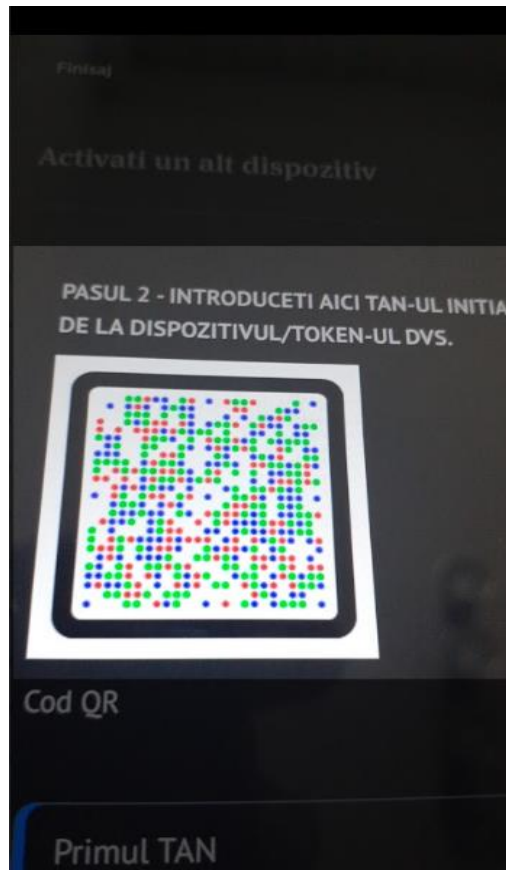 Finisaj
Activati un alt dispozitiv
PASUL 2 - INTRODUCETI AICI TAN-UL INITIA
DE LA DISPOZITIVUL/TOKEN-UL DVS.
Cod QR
Primul TAN